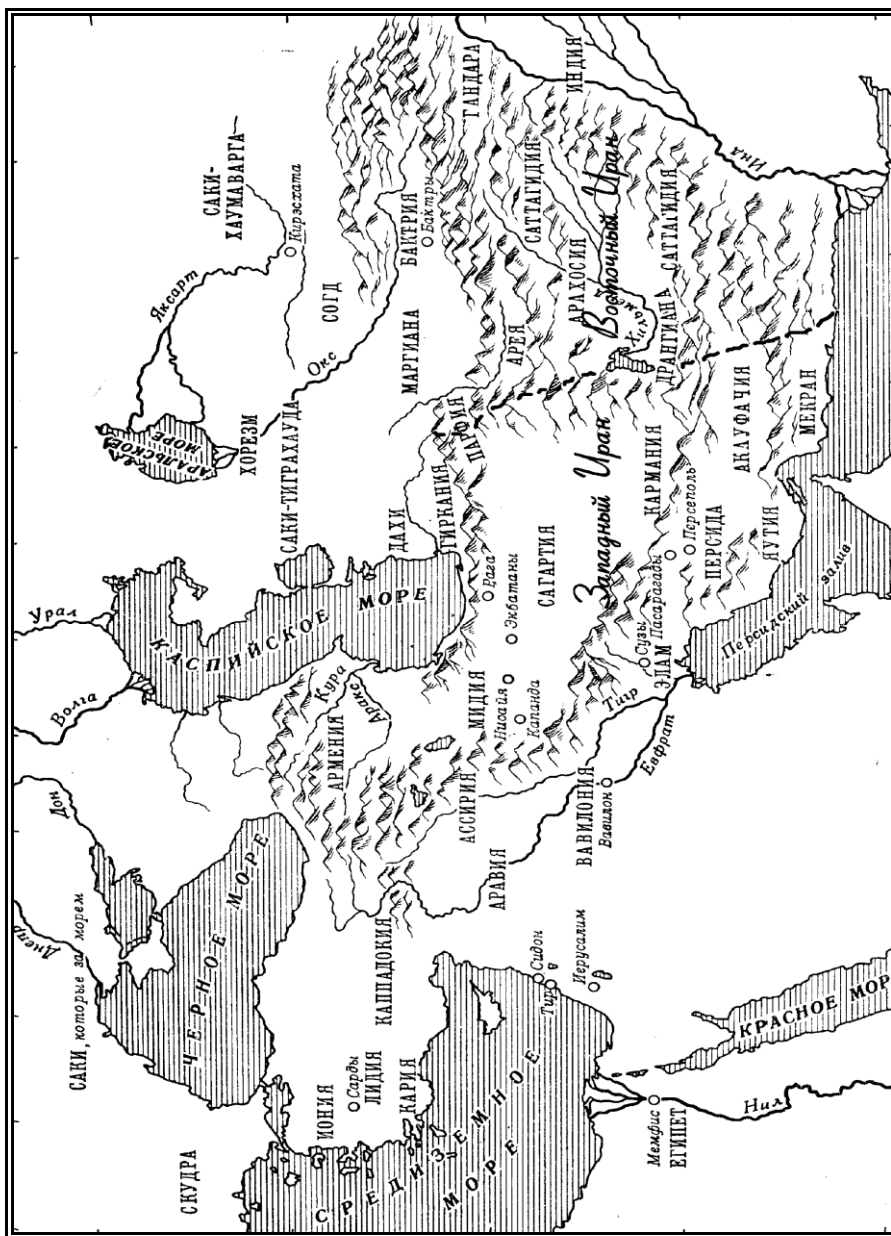 СКУДРА
САКИ, которые за морем
Днепр
Дон
Волга
Урал
ЧЕРНОЕ МОРЕ
КАСПИЙСКОЕ МОРЕ
АРАЛЬСКОЕ
МОРЕ
Яксарт
САКИ-
ХАУМАВАРГА
Кирэсхата
СОГД
Окс
ХОРЕЗМ
САКИ-ТИГРАХАУДА
МАРГИАНА
БАКТРИЯ
Бактры
ДАХИ
ГИРКАНИЯ
ПАРФИЯ
АРЕЯ
ГАНДАРА
ИНДИЯ
Инд
САТТАГИДИЯ
АРАХОСИЯ
Восточный Иран
Хильменд
САТТАГИДИЯ
ДРАНГИАНА
Западный Иран
САГАРТИЯ
КАРМАНИЯ
АКАУФАЧИЯ
МЕКРАН
Персеполь
Пасарагады
ПЕРСИДА
ЯУТИЯ
Персидский залив
Сузы
ЭЛАМ
Рага
Экбатаны
МИДИЯ
Нисайя
Капанда
Кура
Аракс
АРМЕНИЯ
АССИРИЯ
Тигр
Евфрат
ВАВИЛОНИЯ
Вавилон
АРАВИЯ
КАППАДОКИЯ
ИОНИЯ
Сарды
ЛИДИЯ
КАРИЯ
СРЕДИЗЕМНОЕ
МОРЕ
Сидон
Тир
Иерусалим
КРАСНОЕ МОР
Мемфис
ЕГИПЕТ
Нил